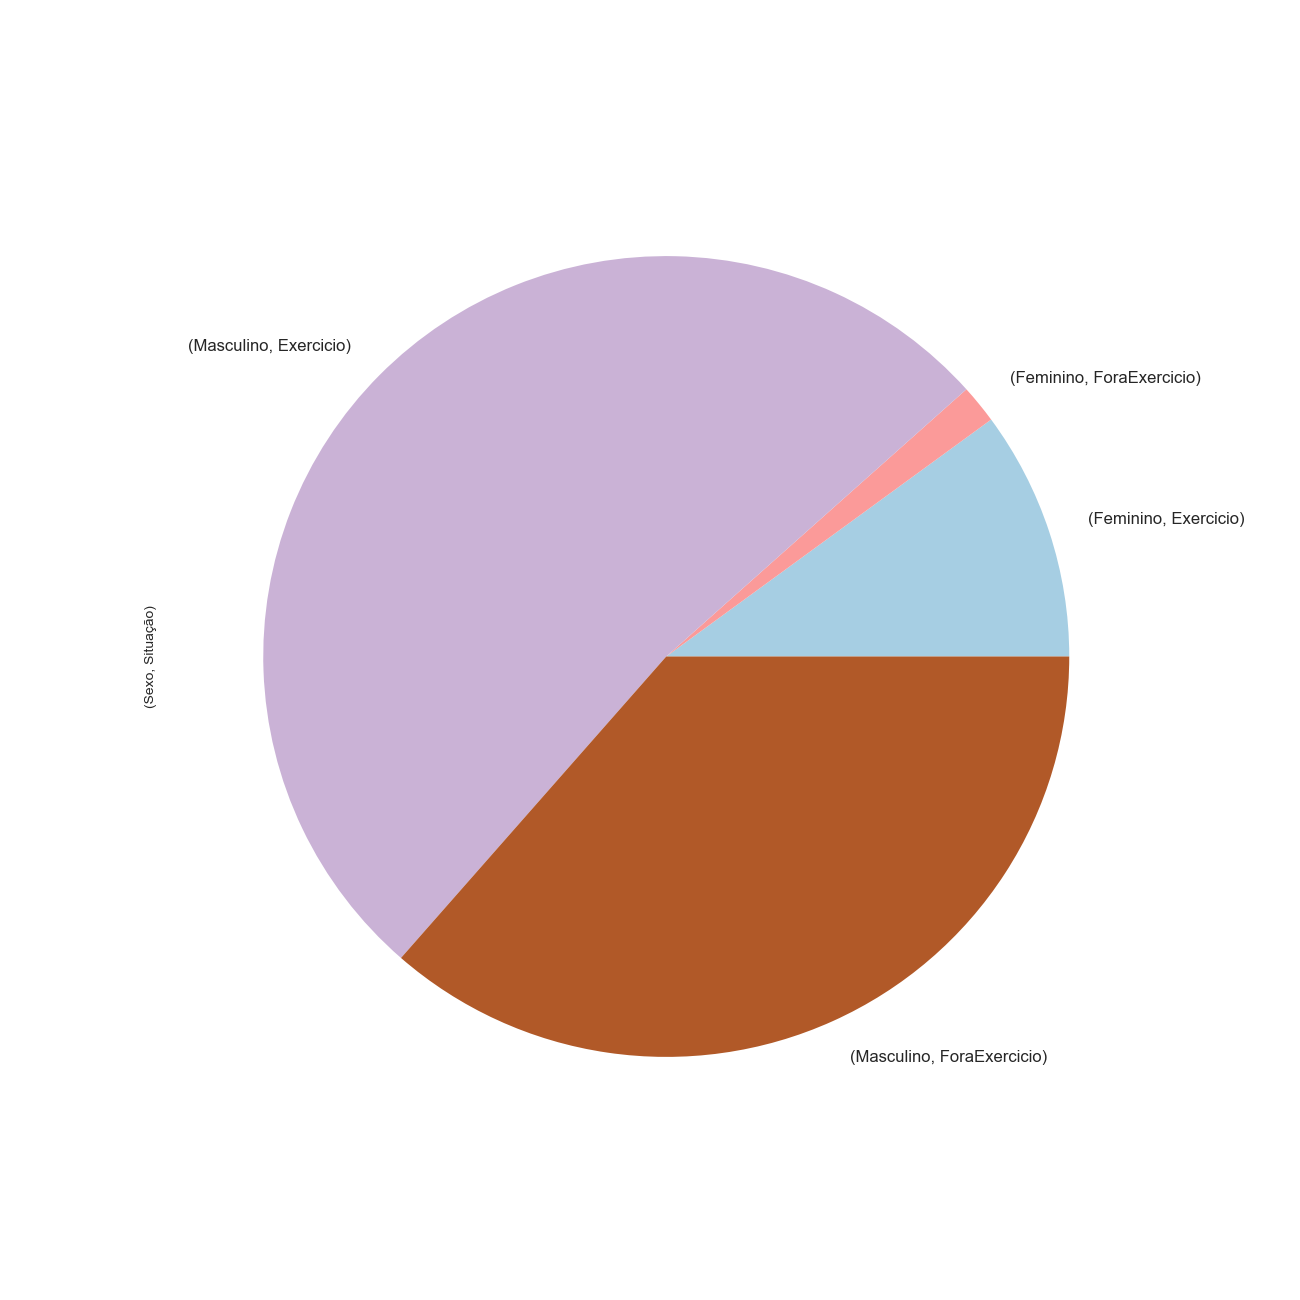 (Masculino, Exercicio)
(Feminino, ForaExercicio)
(Feminino, Exercicio)
(Sexo, Situação)
(Masculino, ForaExercicio)